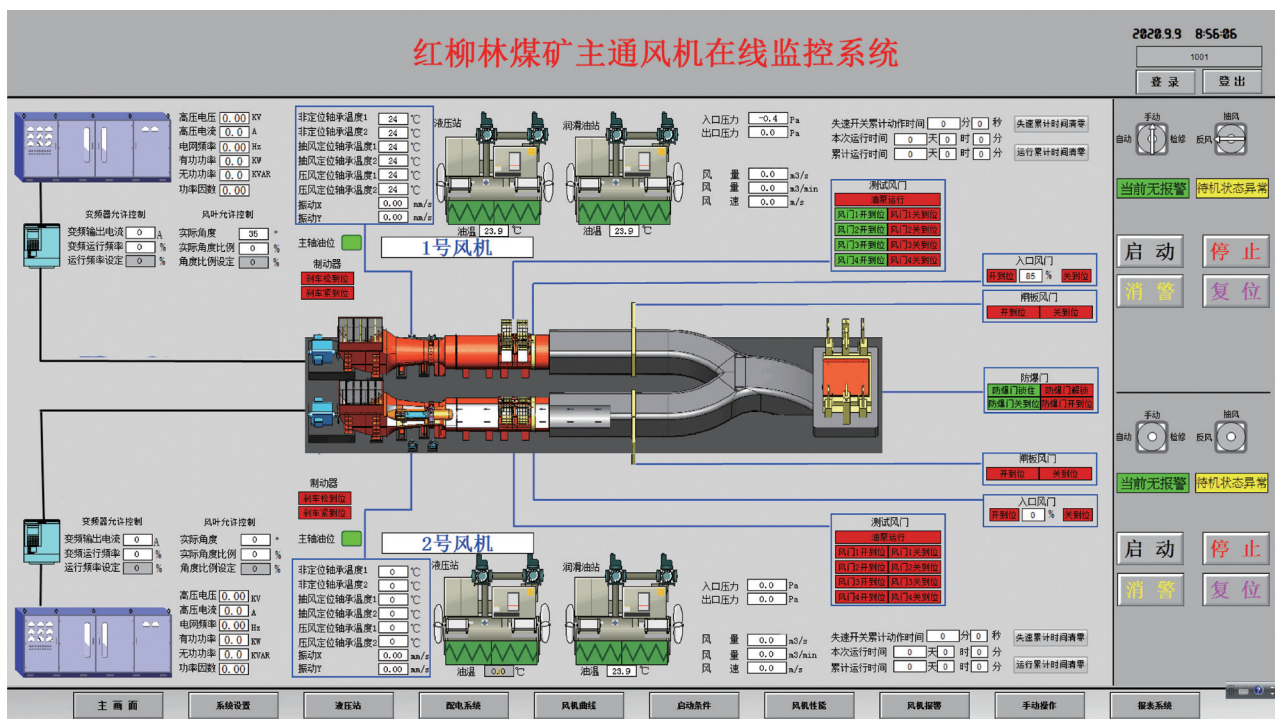 红柳林煤矿主通风机在线监控系统
2020.9.9 8:56:06
1001
登 录 登 出
高压电压 0.00 KV
高压电流 0.0 A
电网频率 0.00 Hz
有功功率 0.0 KW
无功功率 0.0 KVAR
功率因数 0.00
变频器允许控制
变频输出电流 0 A
变频运行频率 0 %
运行频率设定 0 %
风叶允许控制
实际角度 35 °
实际角度比例 0 %
角度比例设定 0 %
非定位轴承温度1 24 ℃
非定位轴承温度2 24 ℃
抽风定位轴承温度1 24 ℃
抽风定位轴承温度2 24 ℃
压风定位轴承温度1 24 ℃
压风定位轴承温度2 24 ℃
振动X 0.00 mm/s
振动Y 0.00 mm/s
主轴油位
制动器
刹车松到位
刹车紧到位
液压站
油温 23.9 ℃
润滑油站
油温 23.9 ℃
1号风机
入口压力 -0.4 Pa
出口压力 0.0 Pa
风 量 0.0 m3/s
风 量 0.0 m3/min
风 速 0.0 m/s
失速开关累计动作时间 0 分 0 秒 失速累计时间清零
本次运行时间 0 天 0 时 0 分
累计运行时间 0 天 0 时 0 分 运行累计时间清零
测试风门
油泵运行
风门1开到位 风门1关到位
风门2开到位 风门2关到位
风门3开到位 风门3关到位
风门4开到位 风门4关到位
入口风门
开到位 85 % 关到位
闸板风门
开到位 关到位
防爆门
防爆门锁住 防爆门解锁
防爆门关到位 防爆门开到位
手动 抽风
自动 检修 反风
当前无报警 待机状态异常
启 动 停 止
消 警 复 位
闸板风门
开到位 关到位
入口风门
开到位 0 % 关到位
测试风门
油泵运行
风门1开到位 风门1关到位
风门2开到位 风门2关到位
风门3开到位 风门3关到位
风门4开到位 风门4关到位
手动 抽风
自动 检修 反风
当前无报警 待机状态异常
启 动 停 止
消 警 复 位
制动器
刹车松到位
刹车紧到位
主轴油位
2号风机
变频器允许控制
变频输出电流 0 A
变频运行频率 0 %
运行频率设定 0 %
风叶允许控制
实际角度 0 °
实际角度比例 0 %
角度比例设定 0 %
高压电压 0.00 KV
高压电流 0.0 A
电网频率 0.00 Hz
有功功率 0.0 KW
无功功率 0.0 KVAR
功率因数 0.00
非定位轴承温度1 0 ℃
非定位轴承温度2 0 ℃
抽风定位轴承温度1 0 ℃
抽风定位轴承温度2 0 ℃
压风定位轴承温度1 0 ℃
压风定位轴承温度2 0 ℃
振动X 0.00 mm/s
振动Y 0.00 mm/s
液压站
油温 0.0 ℃
润滑油站
油温 23.9 ℃
入口压力 0.0 Pa
出口压力 0.0 Pa
风 量 0.0 m3/s
风 量 0.0 m3/min
风 速 0.0 m/s
失速开关累计动作时间 0 分 0 秒 失速累计时间清零
本次运行时间 0 天 0 时 0 分
累计运行时间 0 天 0 时 0 分 运行累计时间清零
主 画 面 系统设置 液压站 配电系统 风机曲线 启动条件 风机性能 风机报警 手动操作 报表系统